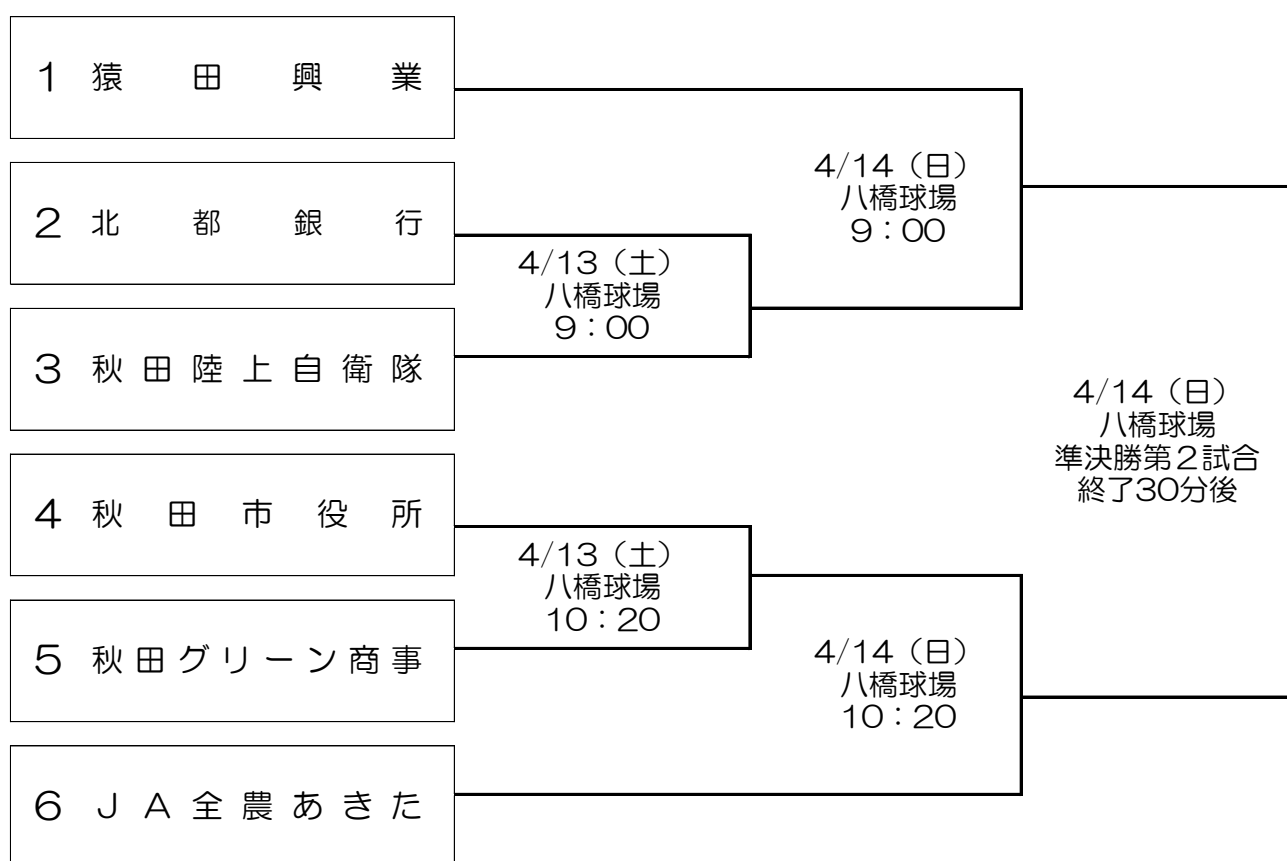 1 猿田興業
2 北都銀行
3 秋田陸上自衛隊
4 秋田市役所
5 秋田グリーン商事
6 JA全農あきた
4/13（土）
八橋球場
9：00
4/13（土）
八橋球場
10：20
4/14（日）
八橋球場
9：00
4/14（日）
八橋球場
10：20
4/14（日）
八橋球場
準決勝第2試合
終了30分後